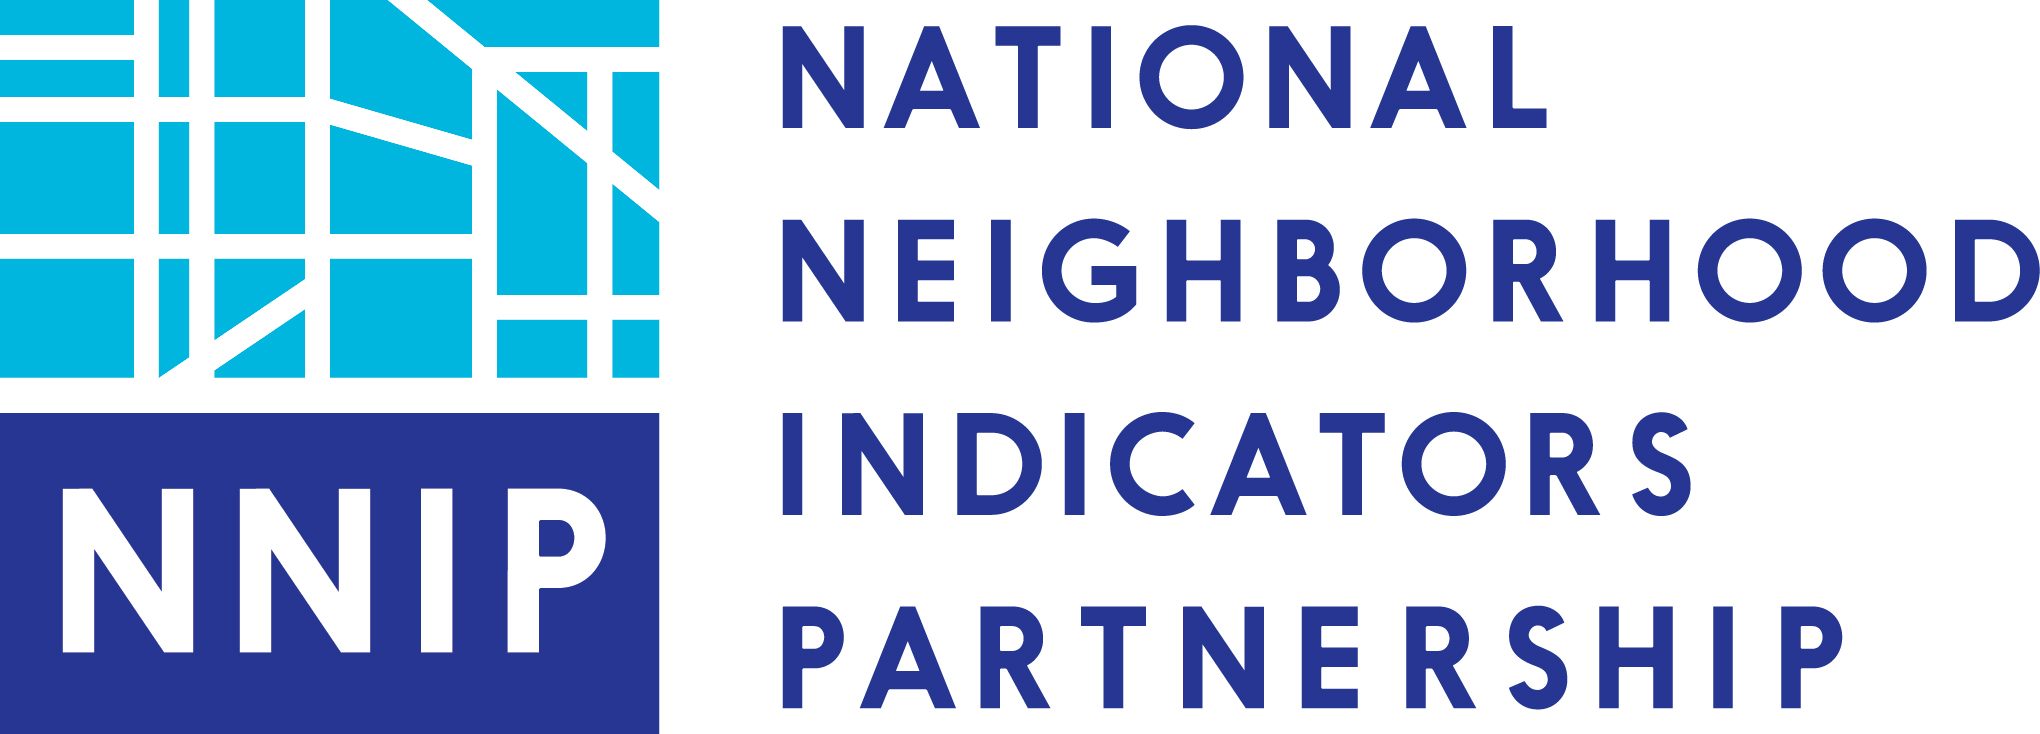 NNIP
NATIONAL
NEIGHBORHOOD
INDICATORS
PARTNERSHIP